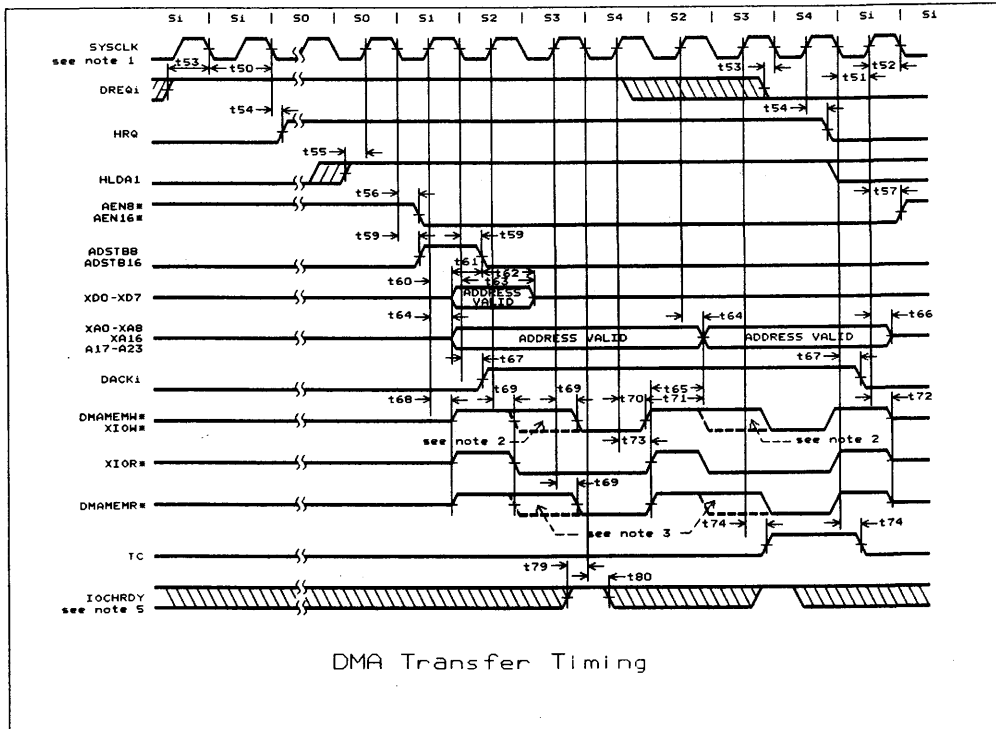 Si Si S0 S0 S1 S2 S3 S4 S2 S3 S4 Si Si
SYSCLK
see note 1
t53 t50 t53 t52
t51
DREQi
t54 t54
HRQ
t55
HLDA1
t56 t57
AEN8*
AEN16*
t59 t59
ADSTB8
ADSTB16
t61 t62
t60 t63
XD0-XD7
ADDRESS
VALID
t64 t64 t66
XA0-XA8
XA16
A17-A23
ADDRESS VALID ADDRESS VALID
t67 t67
DACKi
t68 t69 t69 t70 t65 t71 t72
DMAMEMW*
XIOW*
see note 2 t73 see note 2
XIOR*
t69
DMAMEMR*
see note 3 t74 t74
TC
t79 t80
IOCHRDY
see note 5
DMA Transfer Timing